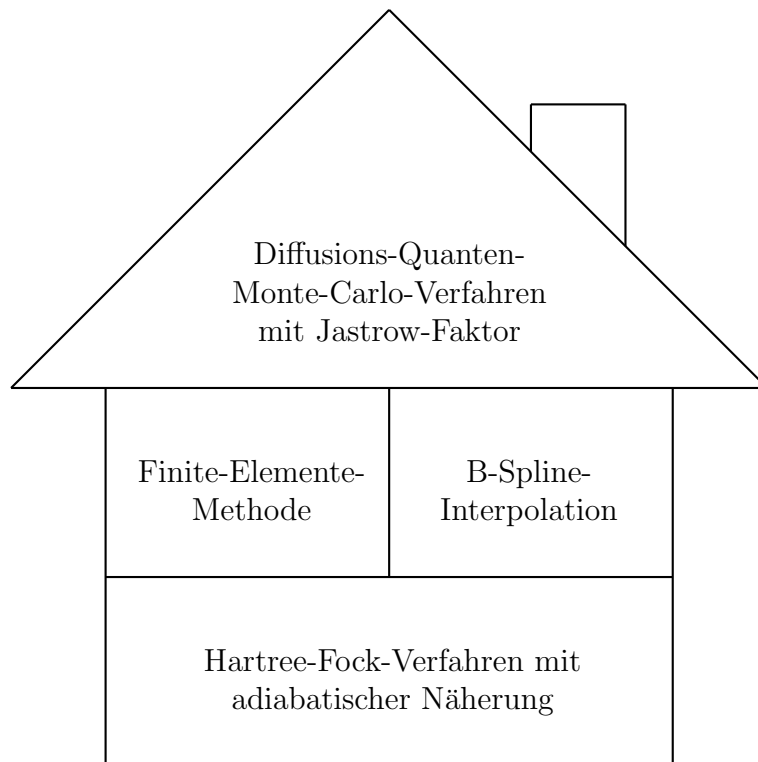 Diffusions-Quanten-
Monte-Carlo-Verfahren
mit Jastrow-Faktor
Finite-Elemente-
Methode
B-Spline-
Interpolation
Hartree-Fock-Verfahren mit
adiabatischer Näherung